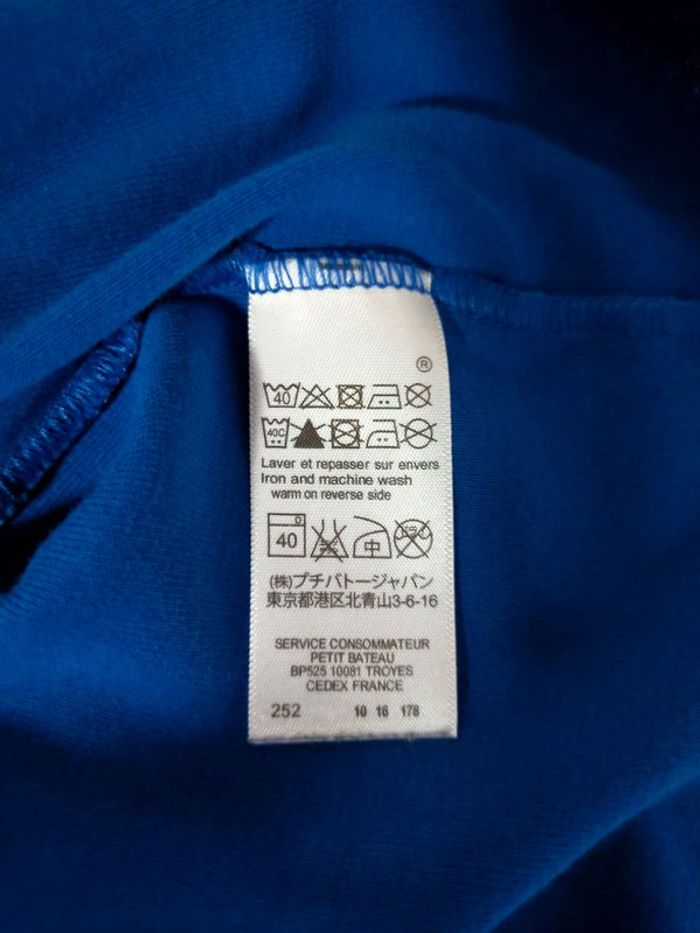 ®
40
40C
Laver et repasser sur envers
Iron and machine wash
warm on reverse side
40 中
(株)プチバトージャパン
東京都港区北青山3-6-16
SERVICE CONSOMMATEUR
PETIT BATEAU
BP525 10081 TROYES
CEDEX FRANCE
252 10 16 178